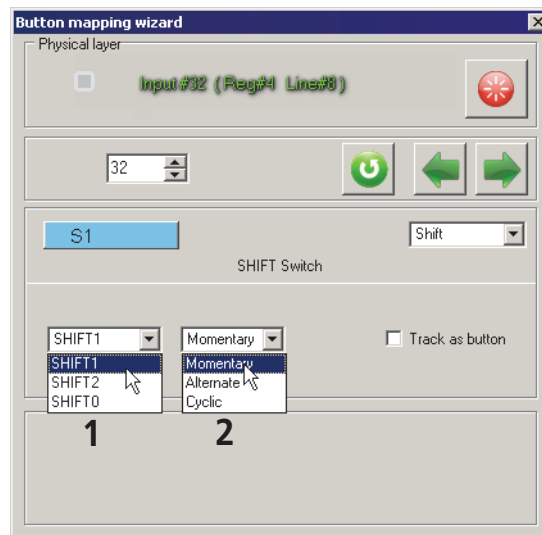 Button mapping wizard
Physical layer
Input#32 (Reg#4 Line#8)
32
S1
Shift
SHIFT Switch
SHIFT1
Momentary
Track as button
SHIFT1
Momentary
SHIFT2
Alternate
SHIFT0
Cyclic
1
2